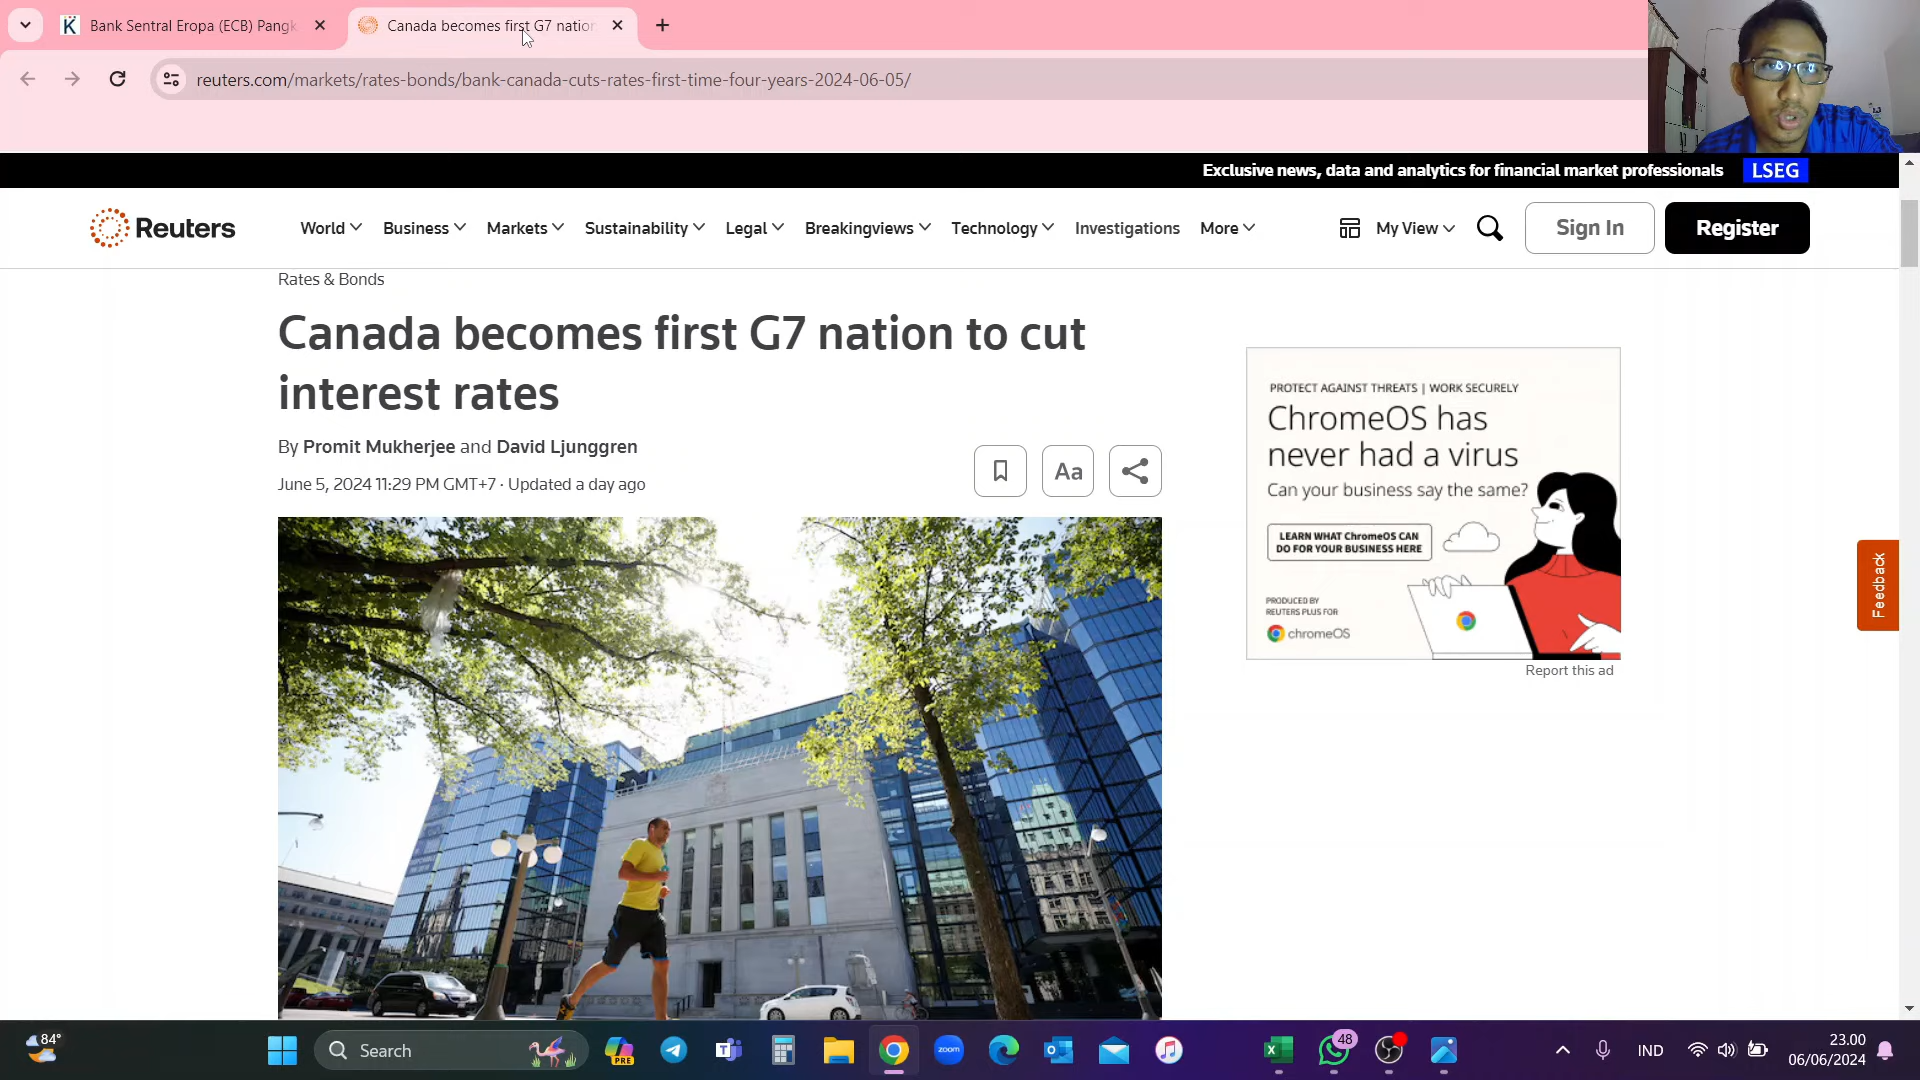 Bank Sentral Eropa (ECB) Pangk
Canada becomes first G7 nation
reuters.com/markets/rates-bonds/bank-canada-cuts-rates-first-time-four-years-2024-06-05/
Exclusive news, data and analytics for financial market professionals LSEG
Reuters
World Business Markets Sustainability Legal Breakingviews Technology Investigations More
My View
Sign In
Register
Rates & Bonds
Canada becomes first G7 nation to cut
interest rates
By Promit Mukherjee and David Ljunggren
June 5, 2024 11:29 PM GMT+7 · Updated a day ago
Aa
PROTECT AGAINST THREATS | WORK SECURELY
ChromeOS has
never had a virus
Can your business say the same?
LEARN WHAT ChromeOS CAN
DO FOR YOUR BUSINESS HERE
PRODUCED BY
REUTERS PLUS FOR
chromeOS
Report this ad
Feedback
84°
Search
PRE
zoom
48
IND
23.00
06/06/2024